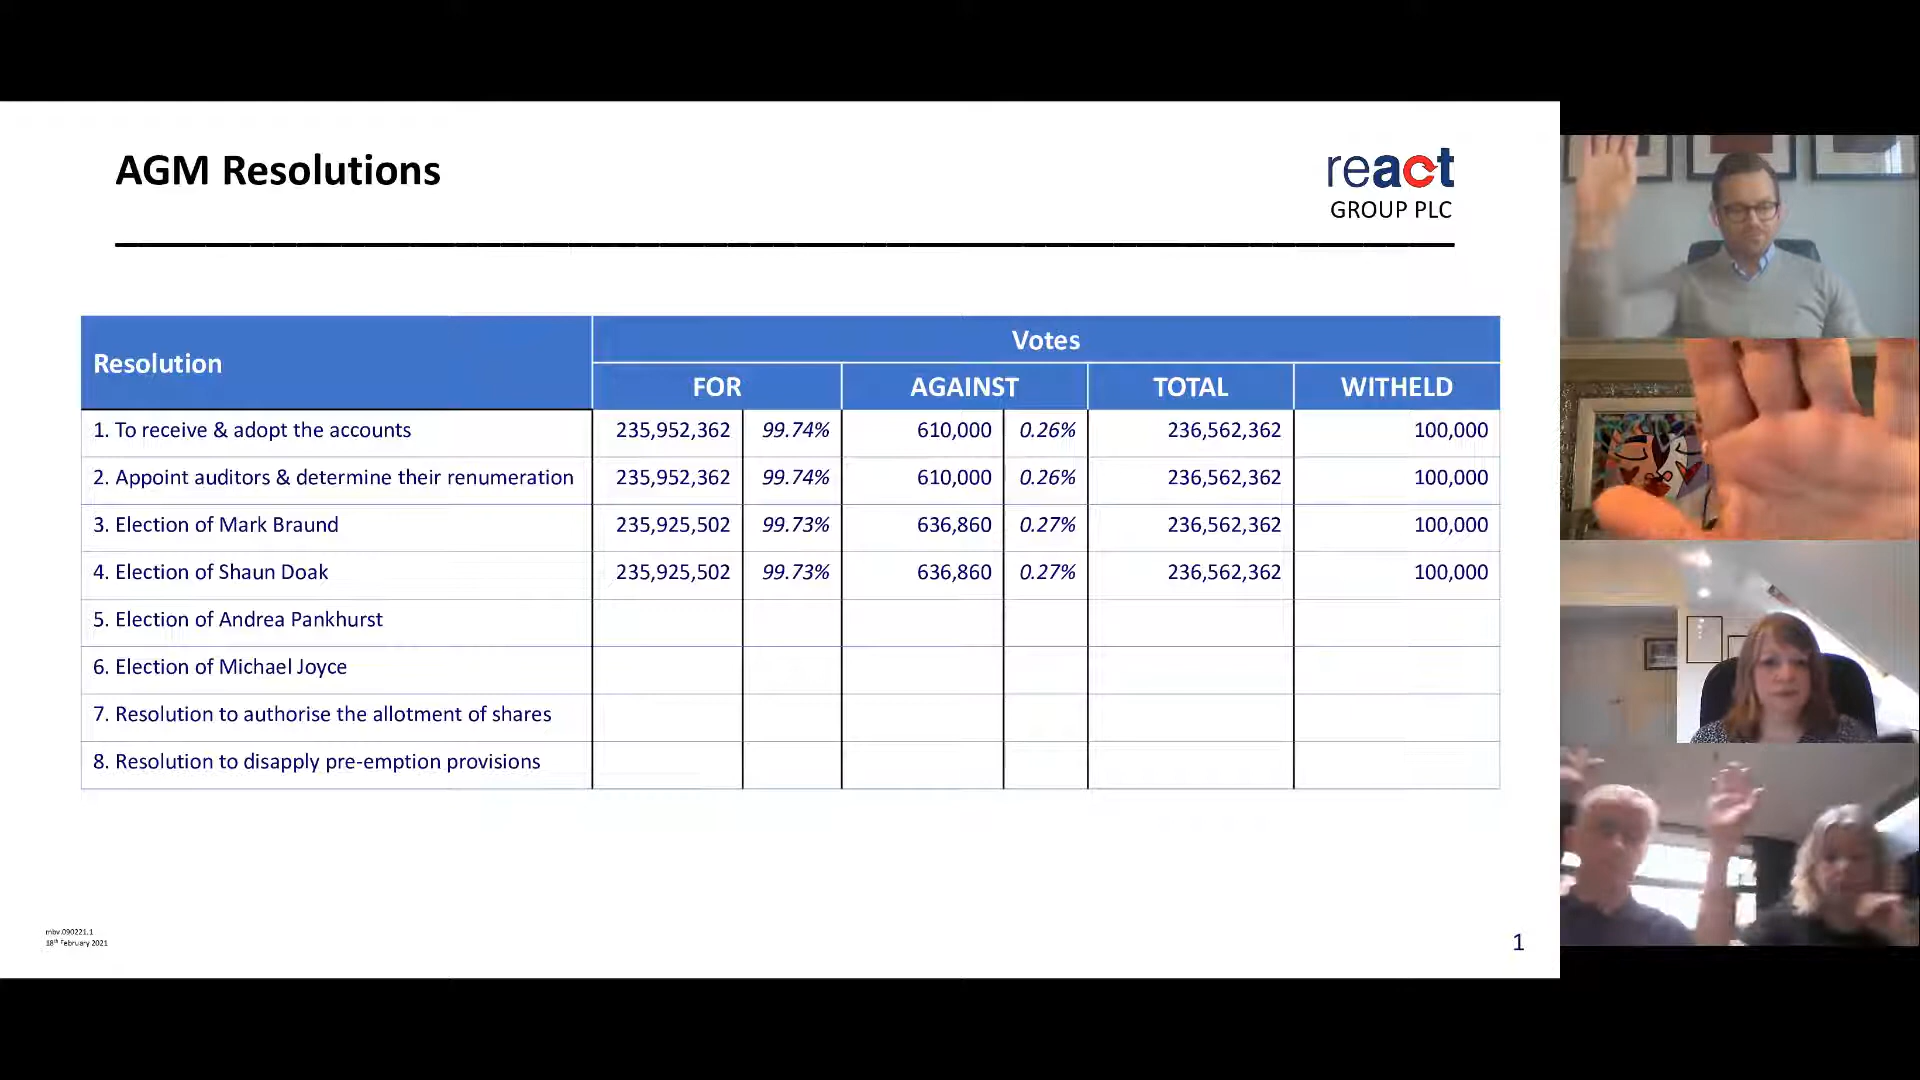 AGM Resolutions
react
GROUP PLC
Resolution
Votes
FOR AGAINST TOTAL WITHELD
1. To receive & adopt the accounts 235,952,362 99.74% 610,000 0.26% 236,562,362 100,000
2. Appoint auditors & determine their renumeration 235,952,362 99.74% 610,000 0.26% 236,562,362 100,000
3. Election of Mark Braund 235,925,502 99.73% 636,860 0.27% 236,562,362 100,000
4. Election of Shaun Doak 235,925,502 99.73% 636,860 0.27% 236,562,362 100,000
5. Election of Andrea Pankhurst
6. Election of Michael Joyce
7. Resolution to authorise the allotment of shares
8. Resolution to disapply pre-emption provisions
mbv.090221.1
18th February 2021
1